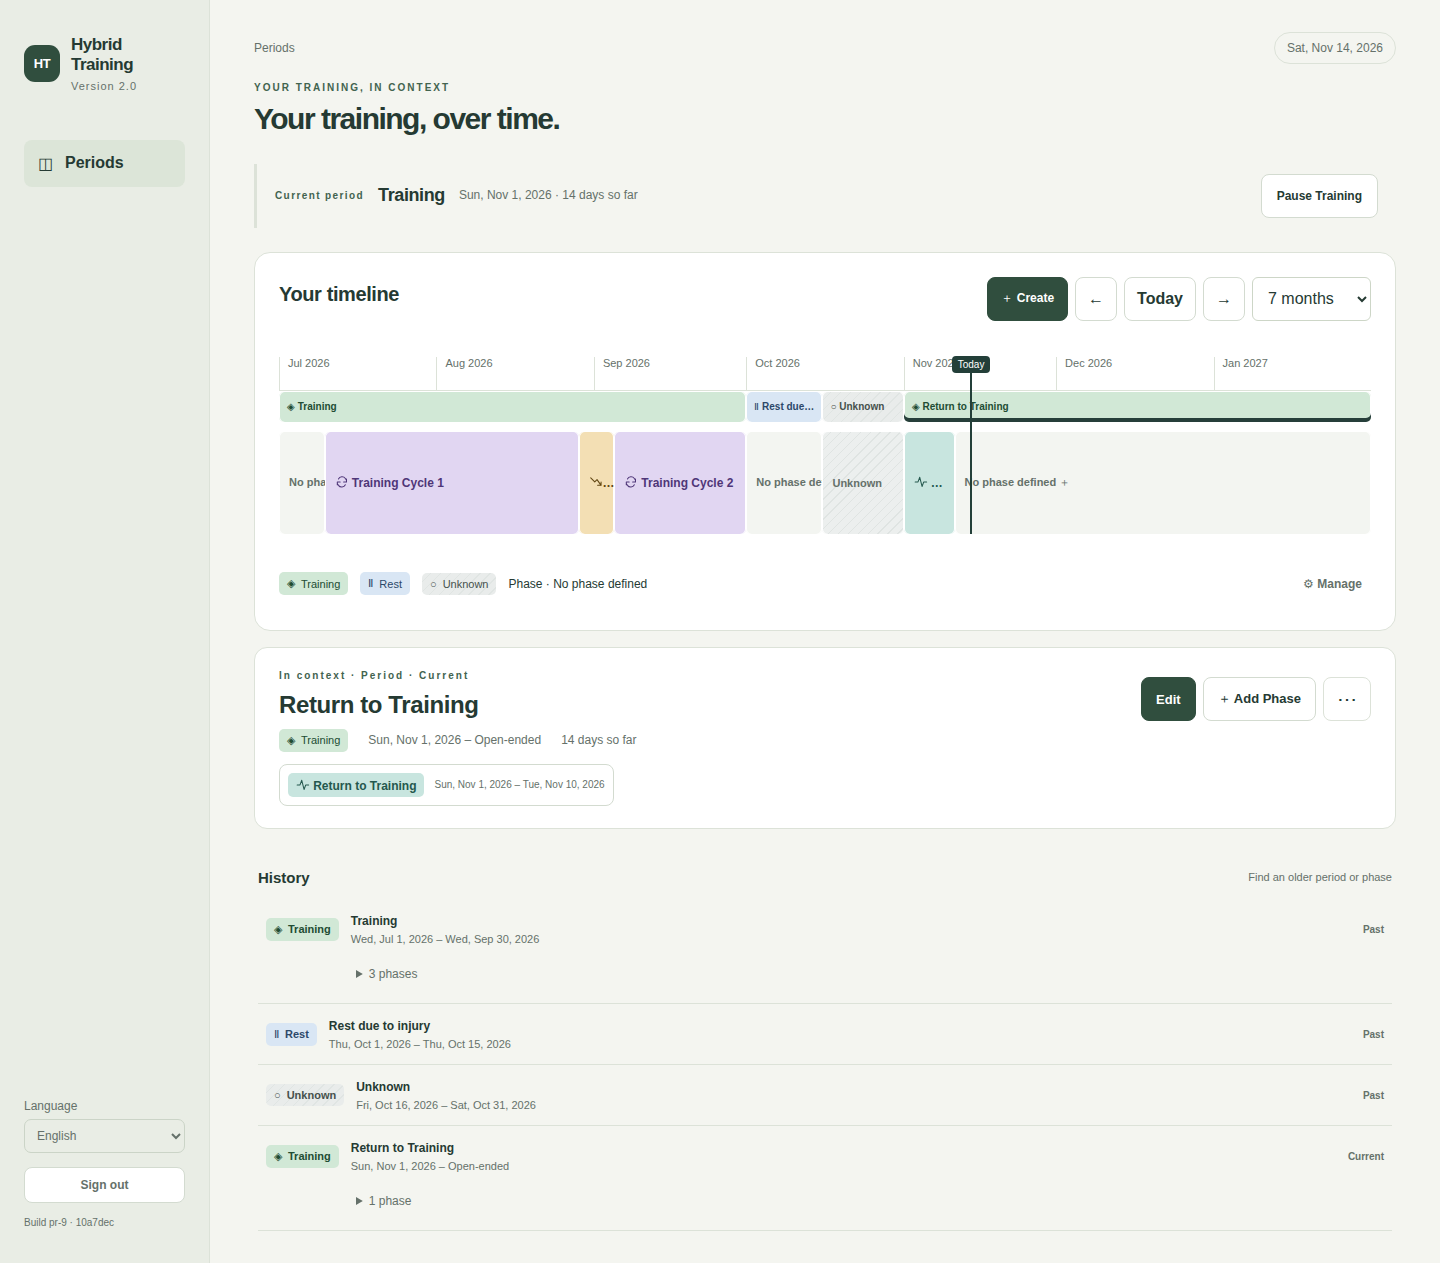 HT
Hybrid
Training
Version 2.0
Periods
Language
English
Sign out
Build pr-9 · 10a7dec
Periods
Sat, Nov 14, 2026
YOUR TRAINING, IN CONTEXT
Your training, over time.
Current period Training Sun, Nov 1, 2026 · 14 days so far
Pause Training
Your timeline
+ Create ← Today → 7 months
Jul 2026 Aug 2026 Sep 2026 Oct 2026 Nov 202 Today Dec 2026 Jan 2027
Training Rest due… Unknown Return to Training
No pha Training Cycle 1 … Training Cycle 2 No phase de Unknown … No phase defined +
Training Rest Unknown Phase · No phase defined
Manage
In context · Period · Current
Return to Training
Edit + Add Phase ···
Training Sun, Nov 1, 2026 – Open-ended 14 days so far
Return to Training Sun, Nov 1, 2026 – Tue, Nov 10, 2026
History
Find an older period or phase
Training Training Past
Wed, Jul 1, 2026 – Wed, Sep 30, 2026
3 phases
Rest Rest due to injury Past
Thu, Oct 1, 2026 – Thu, Oct 15, 2026
Unknown Unknown Past
Fri, Oct 16, 2026 – Sat, Oct 31, 2026
Training Return to Training Current
Sun, Nov 1, 2026 – Open-ended
1 phase